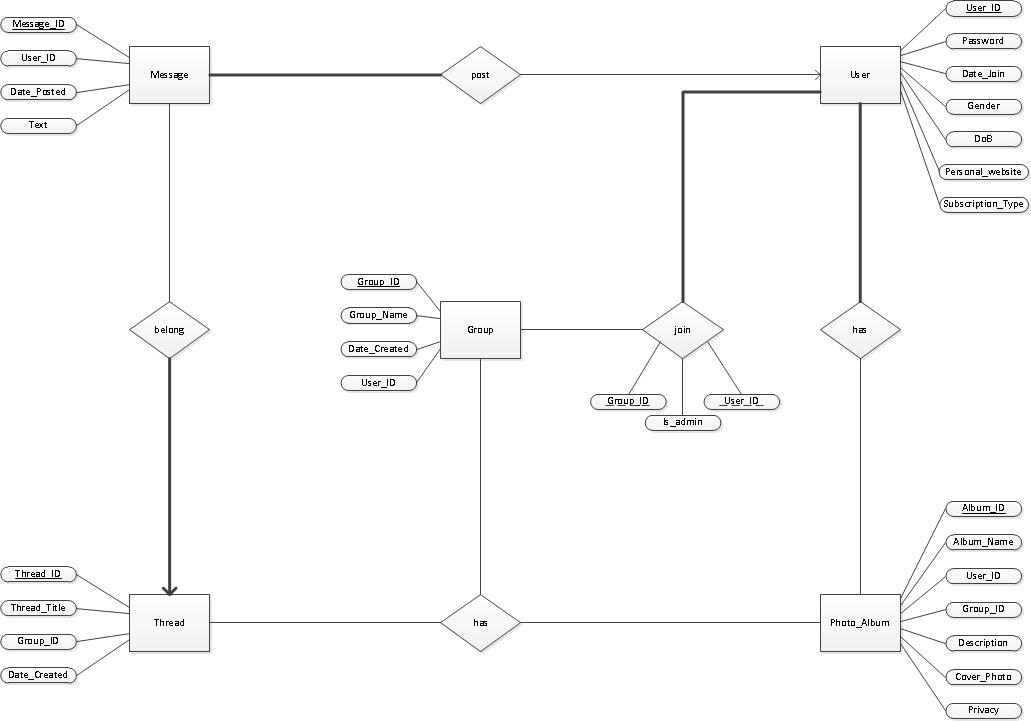 Message_ID
User_ID
Date_Posted
Text
Message
post
User
User_ID
Password
Date_Join
Gender
DoB
Personal_website
Subscription_Type
belong
Group_ID
Group_Name
Date_Created
User_ID
Group
join
Group_ID
Is_admin
User_ID
has
Thread_ID
Thread_Title
Group_ID
Date_Created
Thread
has
Photo_Album
Album_ID
Album_Name
User_ID
Group_ID
Description
Cover_Photo
Privacy